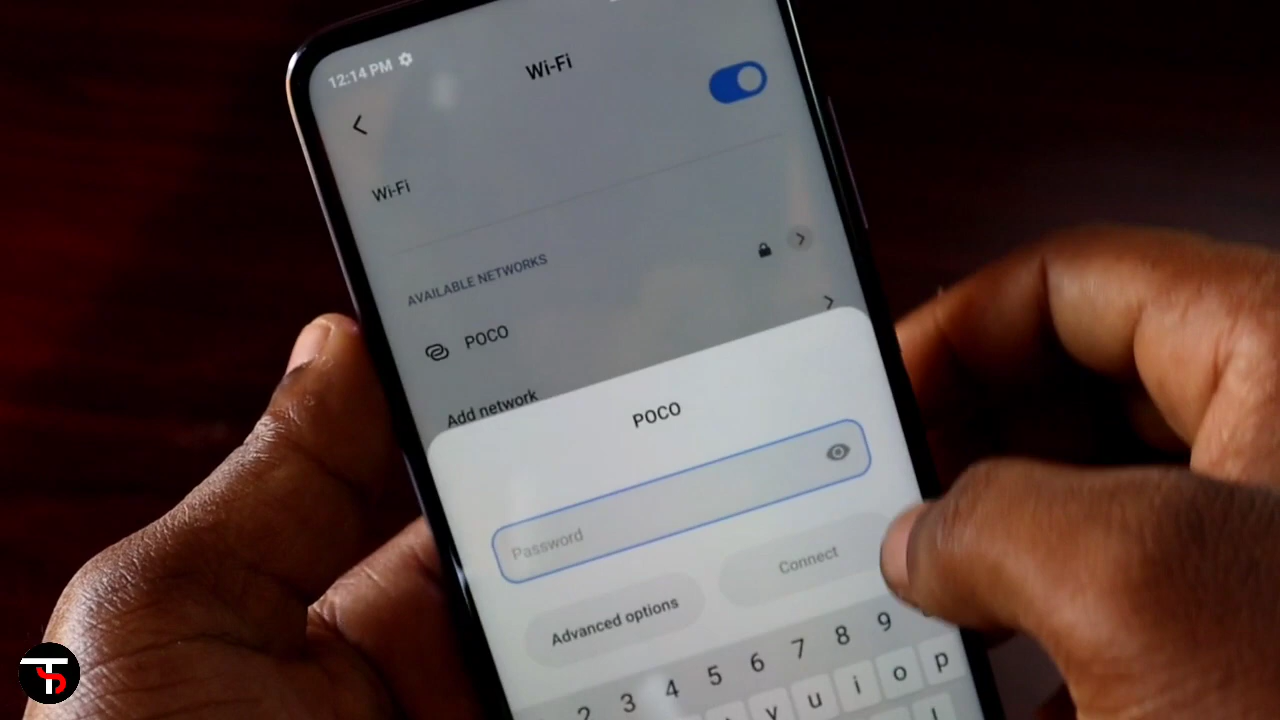 12:14 PM
Wi-Fi
Wi-Fi
AVAILABLE NETWORKS
POCO
Add network
POCO
Password
Advanced options
Connect
2 3 4 5 6 7 8 9
y u i o p
TS